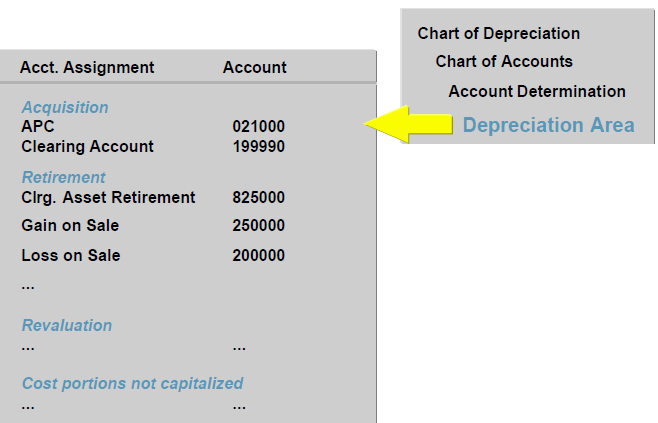 Chart of Depreciation
Chart of Accounts
Account Determination
Depreciation Area
Acct. Assignment Account
Acquisition
APC 021000
Clearing Account 199990
Retirement
Clrg. Asset Retirement 825000
Gain on Sale 250000
Loss on Sale 200000
...
Revaluation
... ...
Cost portions not capitalized
... ...